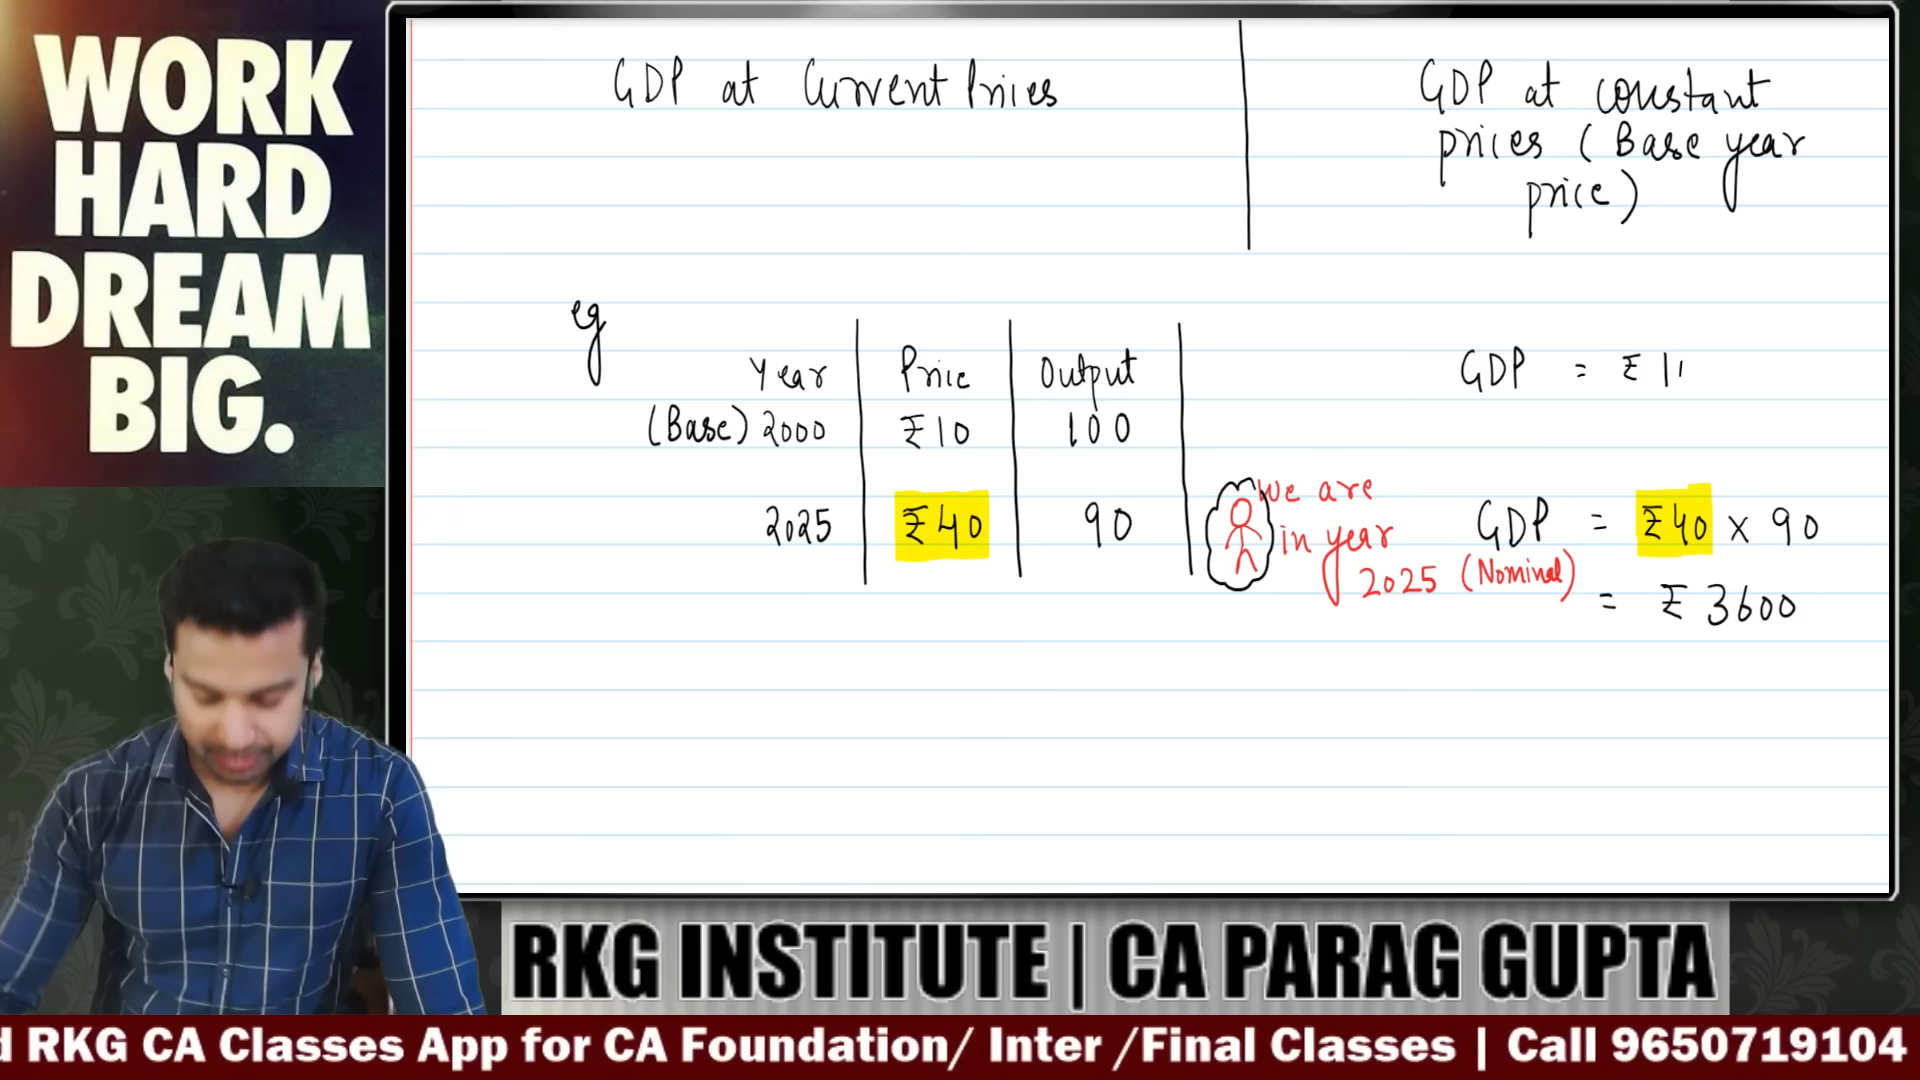 WORK
HARD
DREAM
BIG.
GDP at Current Prices
GDP at constant
prices (Base year
price)
eg
Year Price Output
(Base) 2000 ₹10 100
GDP = ₹ 1
2025 ₹40 90
We are
in year
2025
GDP = ₹40 x 90
(Nominal)
= ₹ 3600
RKG INSTITUTE | CA PARAG GUPTA
d RKG CA Classes App for CA Foundation/ Inter /Final Classes | Call 9650719104